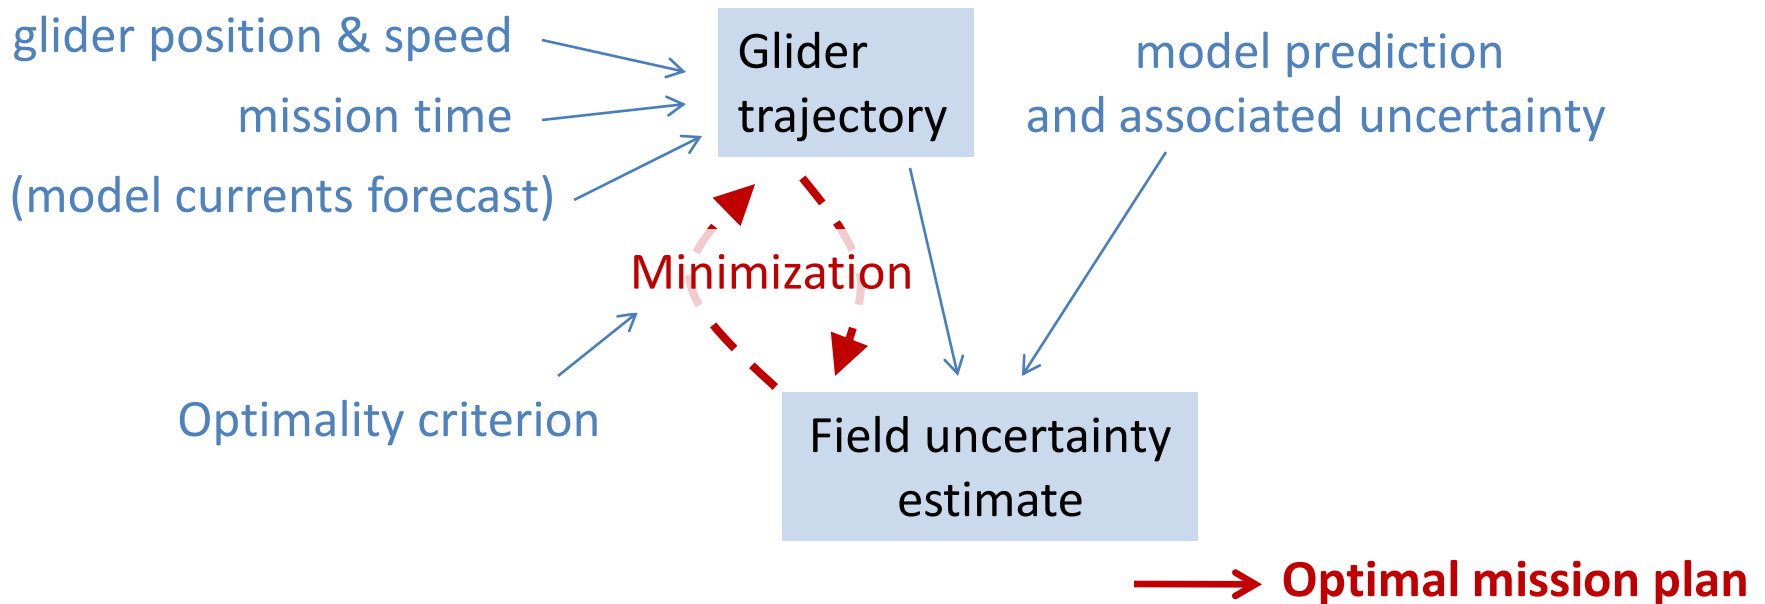 glider position & speed
mission time
(model currents forecast)
Glider
trajectory
model prediction
and associated uncertainty
Minimization
Optimality criterion
Field uncertainty
estimate
Optimal mission plan